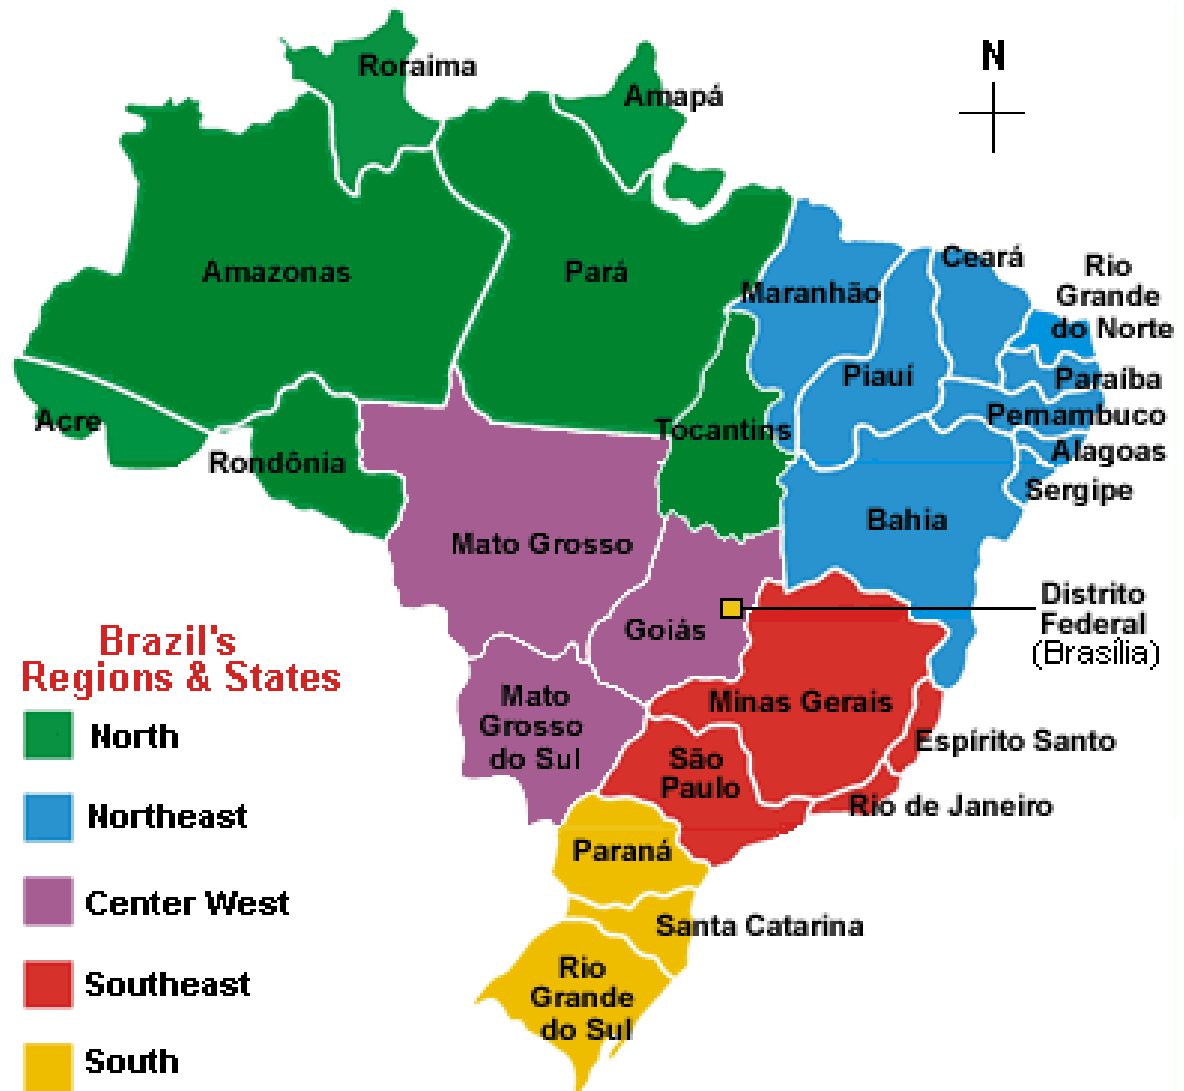 N
Roraima
Amapá
Amazonas
Pará
Maranhão
Ceará
Rio
Grande
do Norte
Piauí
Paraíba
Pernambuco
Acre
Tocantins
Alagoas
Rondônia
Sergipe
Bahia
Mato Grosso
Distrito
Federal
(Brasília)
Goiás
Brazil's
Regions & States
Mato
Grosso
do Sul
Minas Gerais
Espírito Santo
São
Paulo
Rio de Janeiro
Paraná
Santa Catarina
Rio
Grande
do Sul
North
Northeast
Center West
Southeast
South